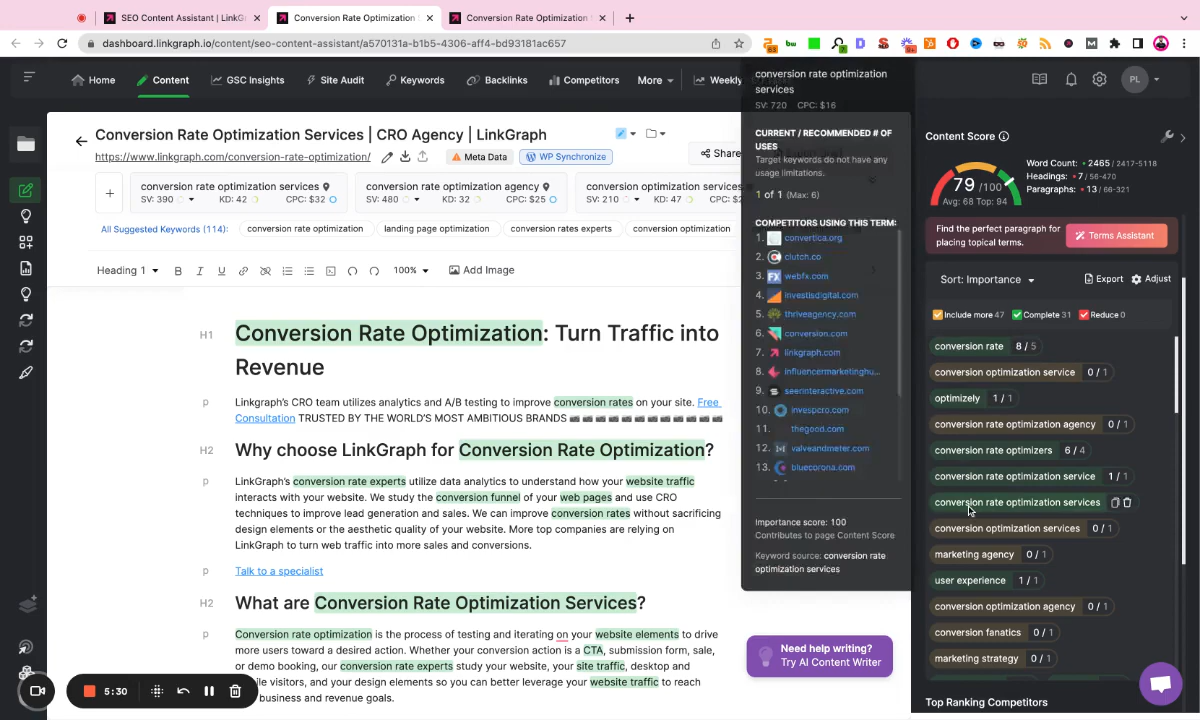 SEO Content Assistant | LinkG
Conversion Rate Optimization
Conversion Rate Optimization
dashboard.linkgraph.io/content/seo-content-assistant/a570131a-b1b5-4306-aff4-bd93181ac657
Home
Content
GSC Insights
Site Audit
Keywords
Backlinks
Competitors
More
Weekly
PL
Conversion Rate Optimization Services | CRO Agency | LinkGraph
https://www.linkgraph.com/conversion-rate-optimization/
Meta Data
WP Synchronize
Share
conversion rate optimization services
SV: 390
KD: 42
CPC: $32
conversion rate optimization agency
SV: 480
KD: 32
CPC: $25
conversion rate optimization services
SV: 210
KD: 47
CPC: $2
All Suggested Keywords (114):
conversion rate optimization
landing page optimization
conversion rates experts
conversion optimization
Heading 1
B
I
U
100%
Add Image
H1
Conversion Rate Optimization: Turn Traffic into
Revenue
p
Linkgraph's CRO team utilizes analytics and A/B testing to improve conversion rates on your site. Free
Consultation TRUSTED BY THE WORLD'S MOST AMBITIOUS BRANDS
H2
Why choose LinkGraph for Conversion Rate Optimization?
p
LinkGraph's conversion rate experts utilize data analytics to understand how your website traffic
interacts with your website. We study the conversion funnel of your web pages and use CRO
techniques to improve lead generation and sales. We can improve conversion rates without sacrificing
design elements or the aesthetic quality of your website. More top companies are relying on
LinkGraph to turn web traffic into more sales and conversions.
p
Talk to a specialist
H2
What are Conversion Rate Optimization Services?
p
Conversion rate optimization is the process of testing and iterating on your website elements to drive
more users toward a desired action. Whether your conversion action is a CTA, submission form, sale,
or demo booking, our conversion rate experts study your website, your site traffic, desktop and
visitors, and your design elements so you can better leverage your website traffic to reach
business and revenue goals.
5:30
conversion rate optimization
services
SV: 720 CPC: $16
CURRENT / RECOMMENDED # OF
USES
Target keywords do not have any
usage limitations.
1 of 1 (Max: 6)
COMPETITORS USING THIS TERM:
1. convertica.org
2. clutch.co
3. webfx.com
4. investisdigital.com
5. thriveagency.com
6. conversion.com
7. linkgraph.com
8. influencermarketinghu...
9. seerinteractive.com
10. invespcro.com
11. thegood.com
12. valveandmeter.com
13. bluecorona.com
Importance score: 100
Contributes to page Content Score
Keyword source: conversion rate
optimization services
Need help writing?
Try AI Content Writer
Content Score
79 /100
Avg: 68 Top: 94
Word Count: • 2465 / 2417-5118
Headings: • 7 / 56-470
Paragraphs: • 13 / 66-321
Find the perfect paragraph for
placing topical terms.
Terms Assistant
Sort: Importance
Export
Adjust
Include more 47
Complete 31
Reduce 0
conversion rate 8 / 5
conversion optimization service 0 / 1
optimizely 1 / 1
conversion rate optimization agency 0 / 1
conversion rate optimizers 6 / 4
conversion rate optimization service 1 / 1
conversion rate optimization services
conversion optimization services 0 / 1
marketing agency 0 / 1
user experience 1 / 1
conversion optimization agency 0 / 1
conversion fanatics 0 / 1
marketing strategy 0 / 1
Top Ranking Competitors